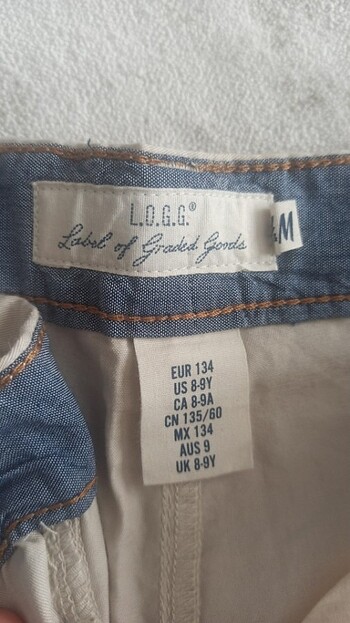 L.O.G.G.®
Label of Graded Goods
&M
EUR 134
US 8-9Y
CA 8-9A
CN 135/60
MX 134
AUS 9
UK 8-9Y